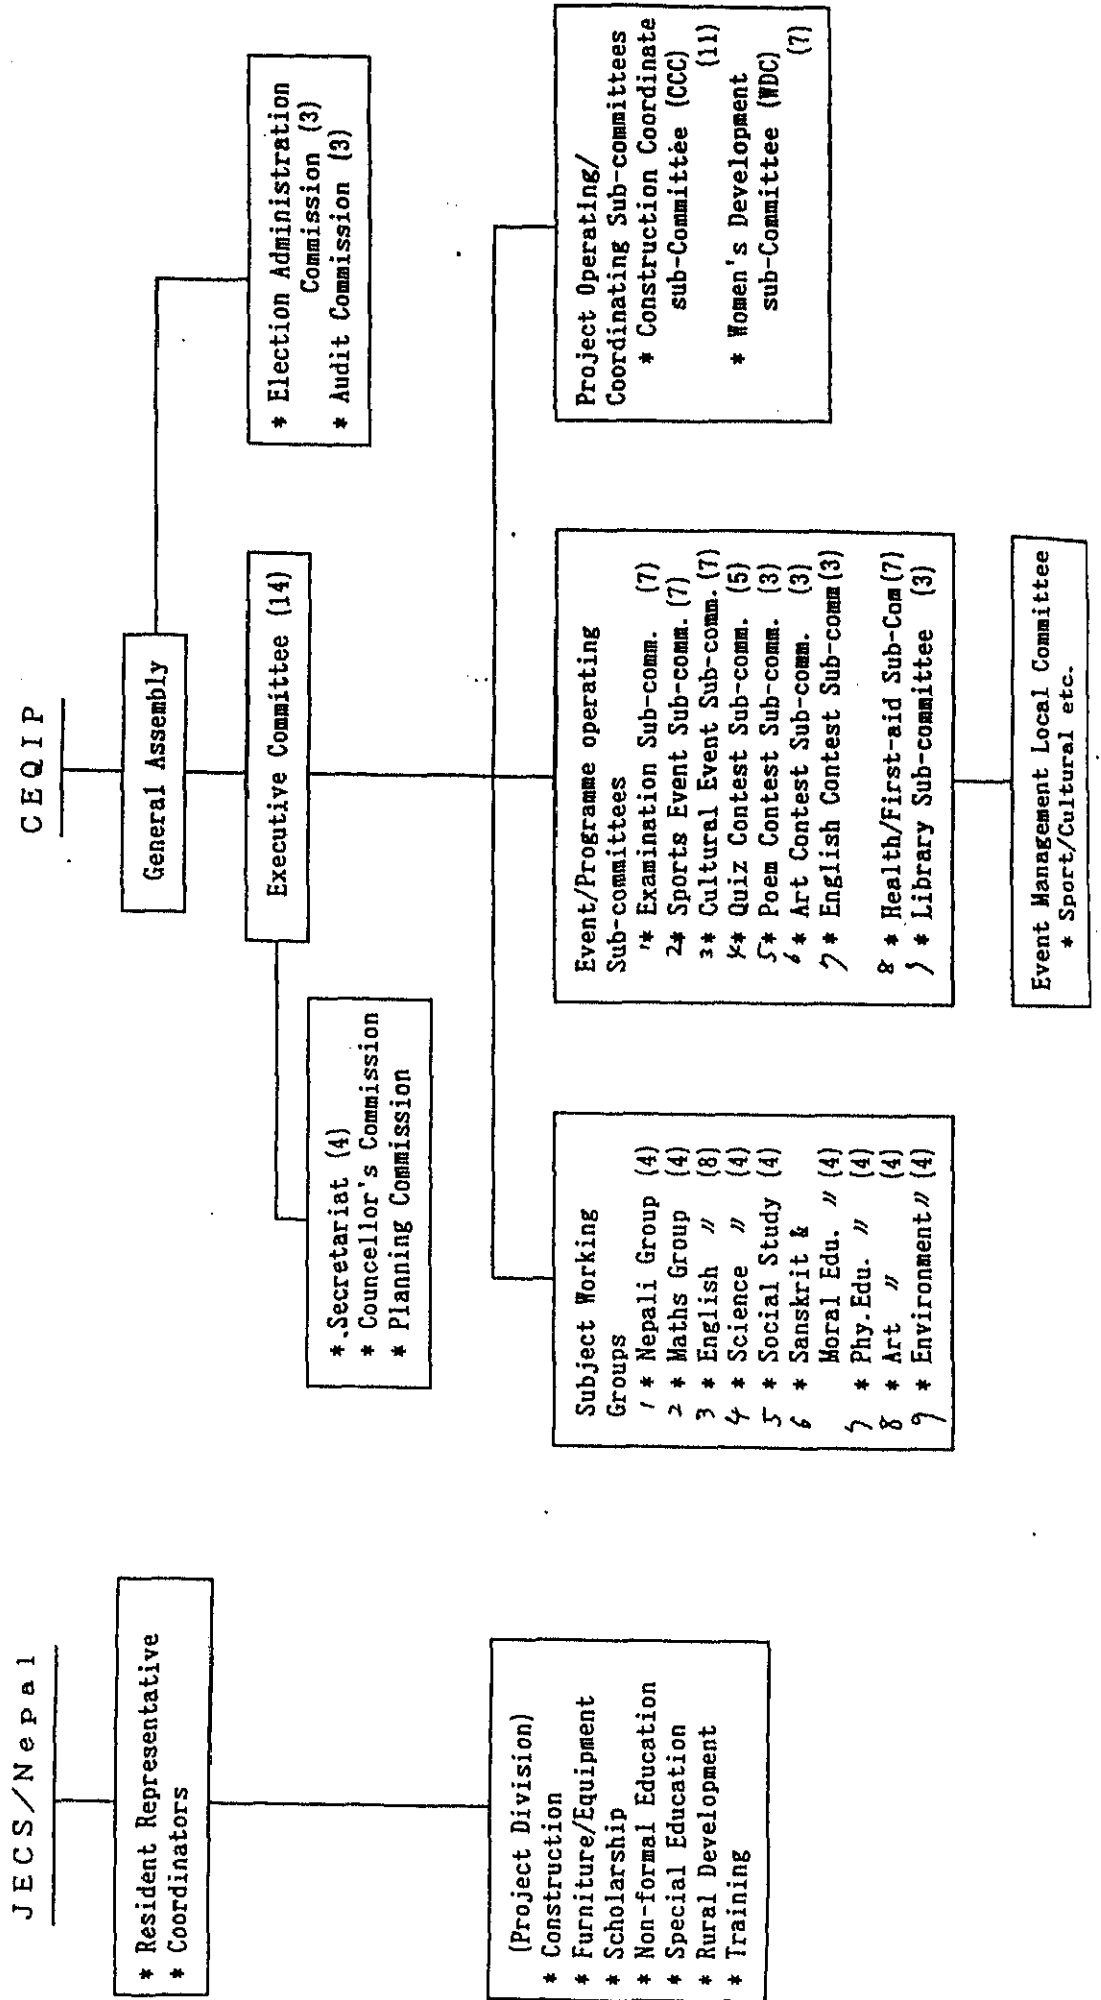 JECS/Nepal
* Resident Representative
* Coordinators
(Project Division)
* Construction
* Furniture/Equipment
* Scholarship
* Non-formal Education
* Special Education
* Rural Development
* Training
CEQIP
General Assembly
* Election Administration
Commission (3)
* Audit Commission (3)
Executive Committee (14)
*.Secretariat (4)
* Councellor's Commission
* Planning Commission
Subject Working
Groups
1 * Nepali Group (4)
2 * Maths Group (4)
3 * English 〃 (8)
4 * Science 〃 (4)
5 * Social Study (4)
6 * Sanskrit &
Moral Edu. 〃 (4)
7 * Phy.Edu. 〃 (4)
8 * Art 〃 (4)
9 * Environment〃 (4)
Event/Programme operating
Sub-committees
1* Examination Sub-comm. (7)
2* Sports Event Sub-comm. (7)
3* Cultural Event Sub-comm. (7)
4* Quiz Contest Sub-comm. (5)
5* Poem Contest Sub-comm. (3)
6* Art Contest Sub-comm. (3)
7* English Contest Sub-comm(3)
8 * Health/First-aid Sub-Com(7)
9 * Library Sub-committee (3)
Event Management Local Committee
* Sport/Cultural etc.
Project Operating/
Coordinating Sub-committees
* Construction Coordinate
sub-Committee (CCC)
(11)
* Women's Development
sub-Committee (WDC)
(7)